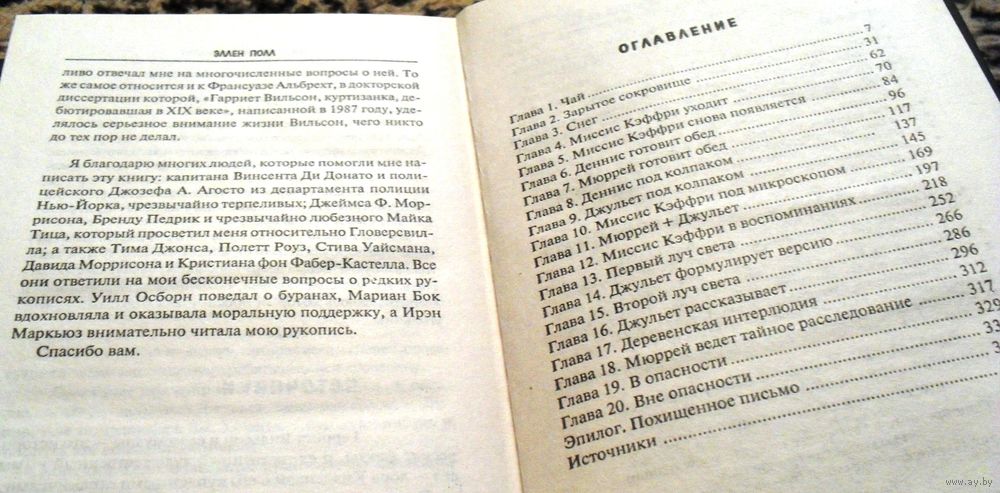 ЭЛЛЕН ПОЛЛ
ливо отвечал мне на многочисленные вопросы о ней. То
же самое относится и к Франсуазе Альбрехт, в докторской
диссертации которой, «Гарриет Вильсон, куртизанка, де-
бютировавшая в XIX веке», написанной в 1987 году, уде-
лялось серьезное внимание жизни Вильсон, чего никто
до тех пор не делал.
Я благодарю многих людей, которые помогли мне на-
писать эту книгу: капитана Винсента Ди Донато и поли-
цейского Джозефа А. Агосто из департамента полиции
Нью-Йорка, чрезвычайно терпеливых; Джеймса Ф. Мор-
рисона, Бренду Педрик и чрезвычайно любезного Майка
Тица, который просветил меня относительно Гловерсвил-
ла; а также Тима Джонса, Полетт Роуз, Стива Уайсмана,
Давида Моррисона и Кристиана фон Фабер-Кастелла. Все
они ответили на мои бесконечные вопросы о редких ру-
кописях. Уилл Осборн поведал о буранах, Мариан Бок
вдохновляла и оказывала моральную поддержку, а Ирэн
Маркьюз внимательно читала мою рукопись.
Спасибо вам.
ОГЛАВЛЕНИЕ
Глава 1. Чай 7
Глава 2. Зарытое сокровище 31
Глава 3. Снег 62
Глава 4. Миссис Кэффри уходит 70
Глава 5. Миссис Кэффри снова появляется 84
Глава 6. Деннис готовит обед 96
Глава 7. Мюррей готовит обед 117
Глава 8. Деннис под колпаком 137
Глава 9. Джульет под колпаком 145
Глава 10. Миссис Кэффри под микроскопом 169
Глава 11. Мюррей + Джульет 197
Глава 12. Миссис Кэффри в воспоминаниях 218
Глава 13. Первый луч света 252
Глава 14. Джульет формулирует версию 266
Глава 15. Второй луч света 286
Глава 16. Джульет рассказывает 296
Глава 17. Деревенская интерлюдия 312
Глава 18. Мюррей ведет тайное расследование 317
Глава 19. В опасности
Глава 20. Вне опасности
Эпилог. Похищенное письмо
Источники
www.ay.by